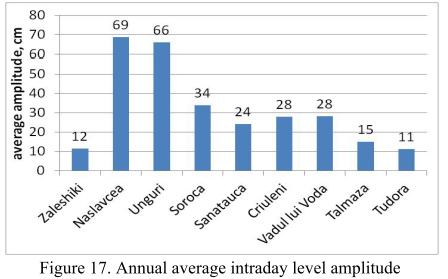 80
70
60
50
40
30
20
10
0
average amplitude, cm
12
69
66
34
24
28
28
15
11
Zaleshiki
Naslavcea
Unguri
Soroca
Sanatauca
Criuleni
Vadul lui Voda
Talmaza
Tudora
Figure 17. Annual average intraday level amplitude